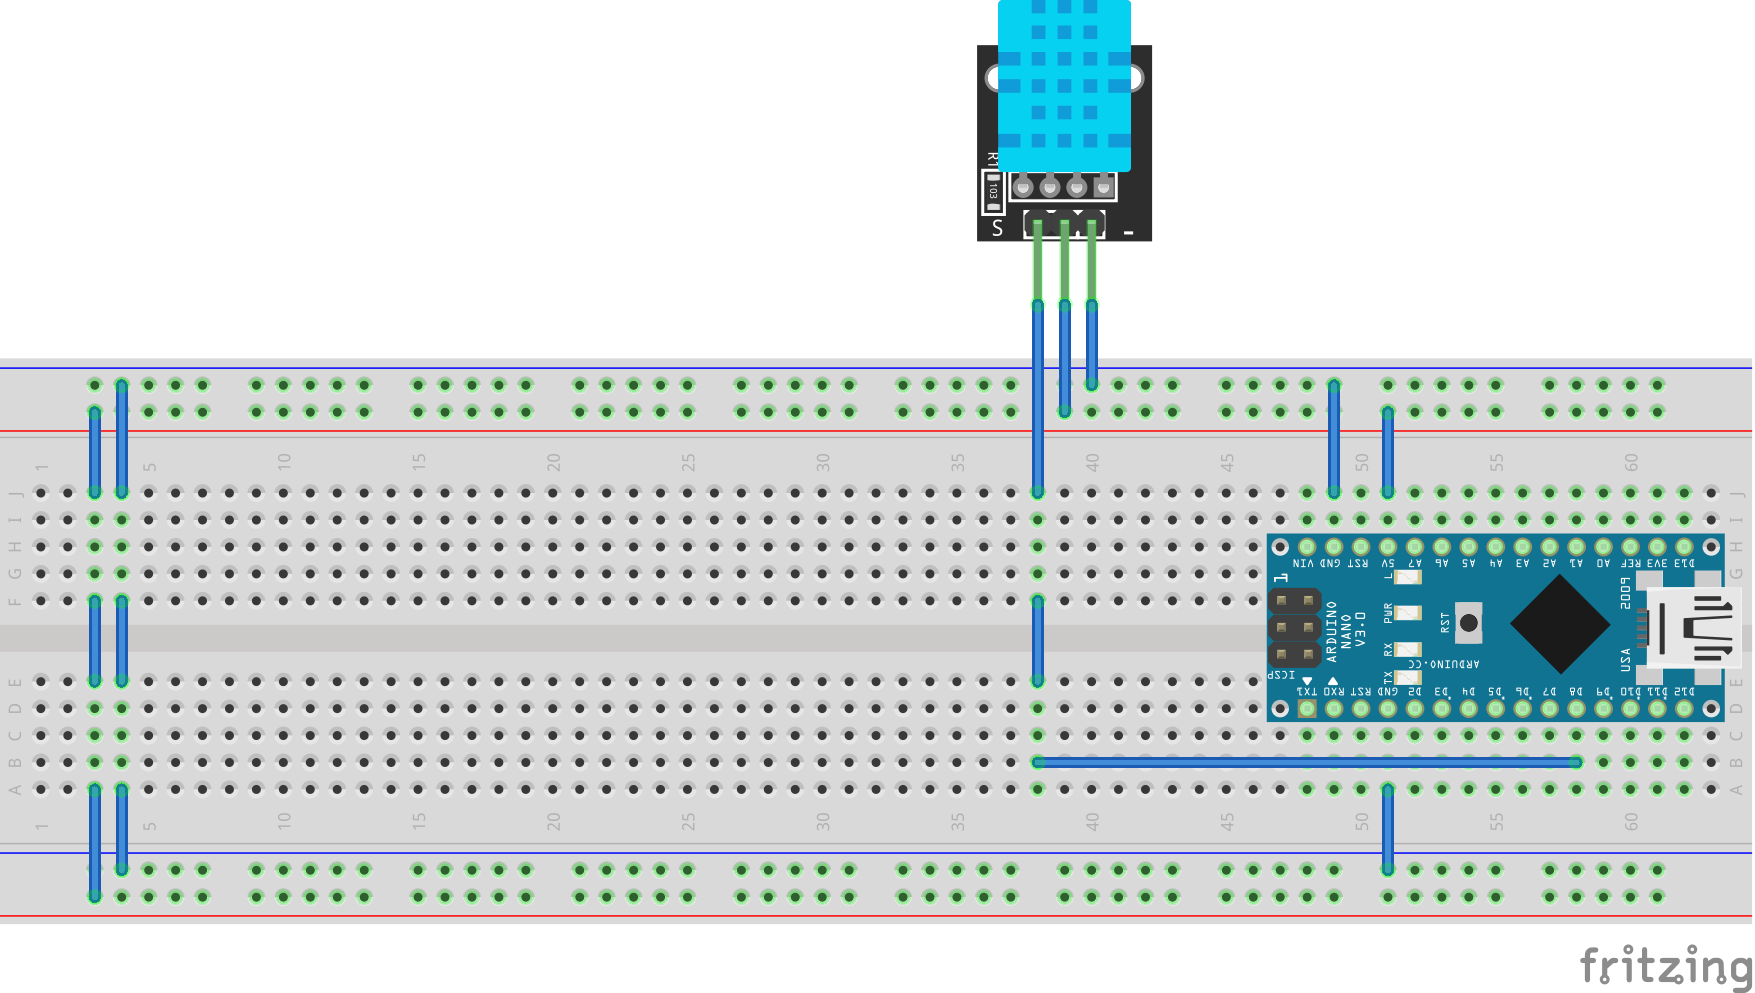 R1
103
S -
1 5 10 15 20 25 30 35 40 45 50 55 60
J J
I I
H H
G G
F
E E
D D
C C
B B
A A
VIN GND RST 5V A7 A6 A5 A4 A3 A2 A1 A0 REF 3V3 D13
L
PWR
RX
TX
RST
ARDUINO
NANO
V3.0
ARDUINO.CC
USA
ICSP
1
TX1 RX0 RST GND D2 D3 D4 D5 D6 D7 D8 D9 D10 D11 D12
1 5 10 15 20 25 30 35 40 45 50 55 60
fritzing